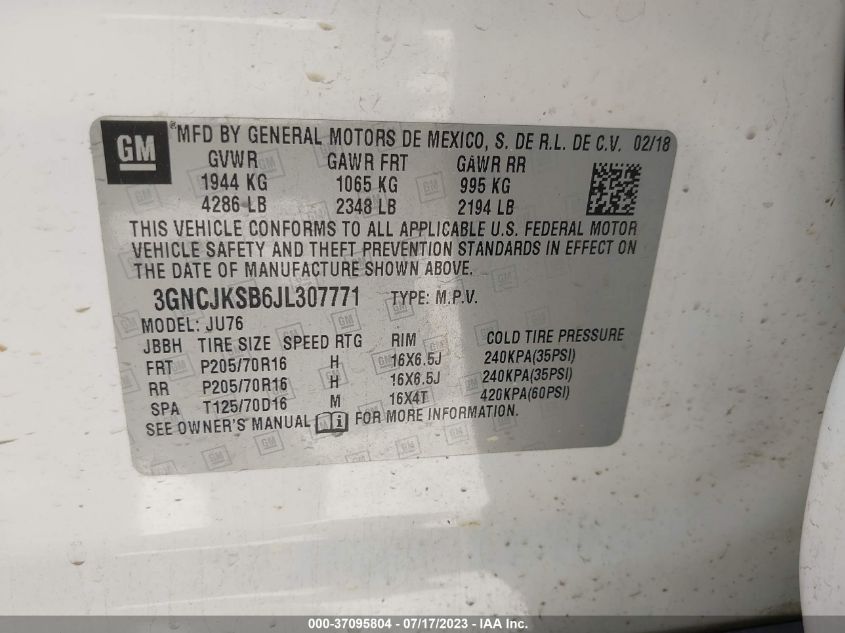 GM ®MFD BY GENERAL MOTORS DE MEXICO, S. DE R.L. DE C.V. 02/18
GVWR GAWR FRT GAWR RR
1944 KG 1065 KG 995 KG
4286 LB 2348 LB 2194 LB
THIS VEHICLE CONFORMS TO ALL APPLICABLE U.S. FEDERAL MOTOR
VEHICLE SAFETY AND THEFT PREVENTION STANDARDS IN EFFECT ON
THE DATE OF MANUFACTURE SHOWN ABOVE.
3GNCJKSB6JL307771 TYPE: M.P.V.
MODEL: JU76
JBBH TIRE SIZE SPEED RTG RIM COLD TIRE PRESSURE
FRT P205/70R16 H 16X6.5J 240KPA(35PSI)
RR P205/70R16 H 16X6.5J 240KPA(35PSI)
SPA T125/70D16 M 16X4T 420KPA(60PSI)
SEE OWNER'S MANUAL FOR MORE INFORMATION.
000-37095804 - 07/17/2023 - IAA Inc.